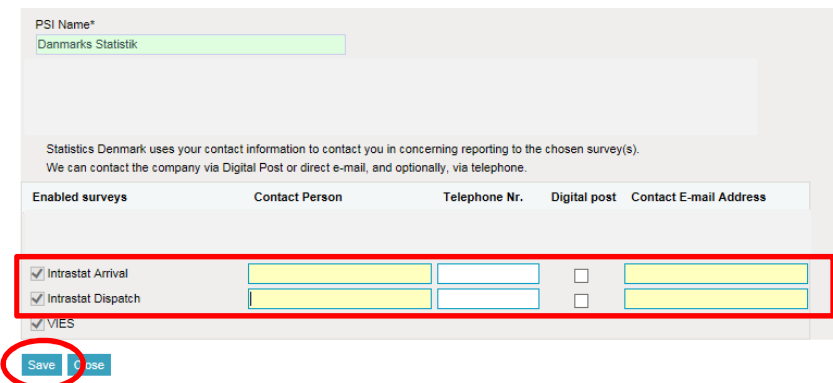 PSI Name*
Danmarks Statistik
Statistics Denmark uses your contact information to contact you in concerning reporting to the chosen survey(s).
We can contact the company via Digital Post or direct e-mail, and optionally, via telephone.
Enabled surveys Contact Person Telephone Nr. Digital post Contact E-mail Address
Intrastat Arrival
Intrastat Dispatch
VIES
Save Close